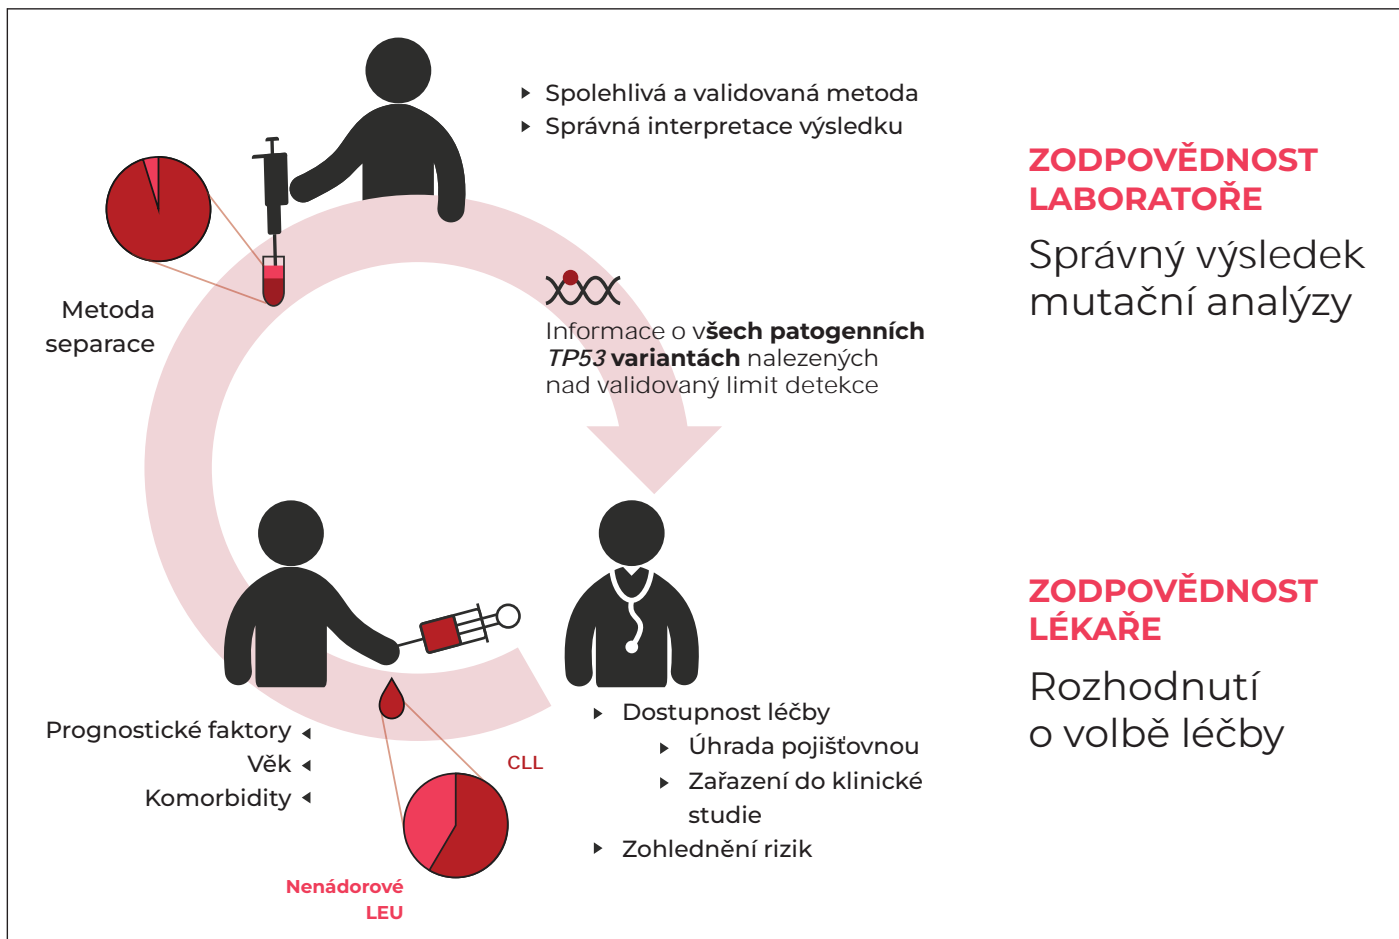 Spolehlivá a validovaná metoda
Správná interpretace výsledku
ZODPOVĚDNOST
LABORATOŘE
Správný výsledek
mutační analýzy
Metoda
separace
Informace o všech patogenních
TP53 variantách nalezených
nad validovaný limit detekce
ZODPOVĚDNOST
LÉKAŘE
Rozhodnutí
o volbě léčby
Prognostické faktory
Věk
Komorbidity
CLL
Nenádorové
LEU
Dostupnost léčby
Úhrada pojišťovnou
Zařazení do klinické
studie
Zohlednění rizik